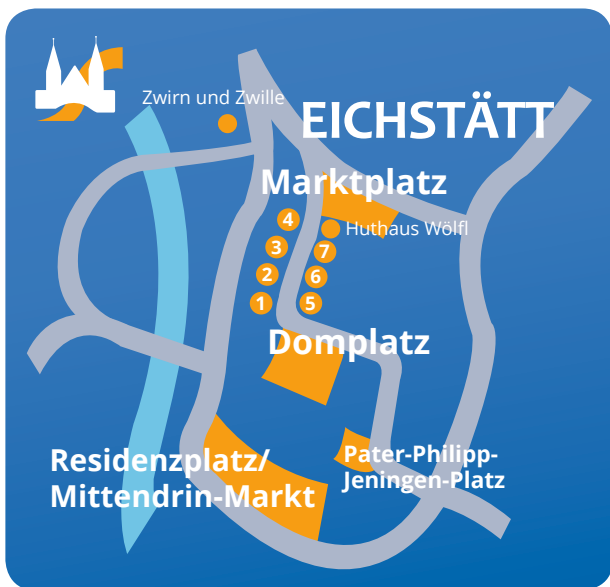 Zwirn und Zwille
EICHSTÄTT
Marktplatz
4
Huthaus Wölfl
3
7
2
6
1
5
Domplatz
Residenzplatz/
Mittendrin-Markt
Pater-Philipp-
Jeningen-Platz